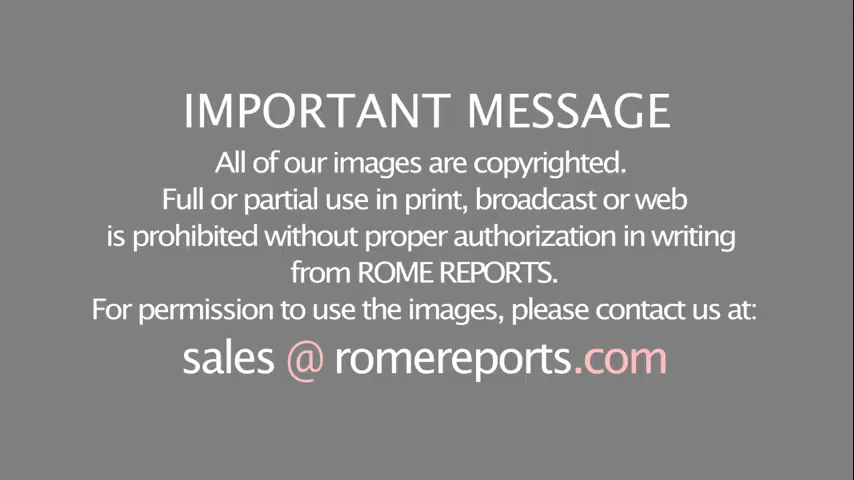 IMPORTANT MESSAGE
All of our images are copyrighted.
Full or partial use in print, broadcast or web
is prohibited without proper authorization in writing
from ROME REPORTS.
For permission to use the images, please contact us at:
sales @ romereports.com